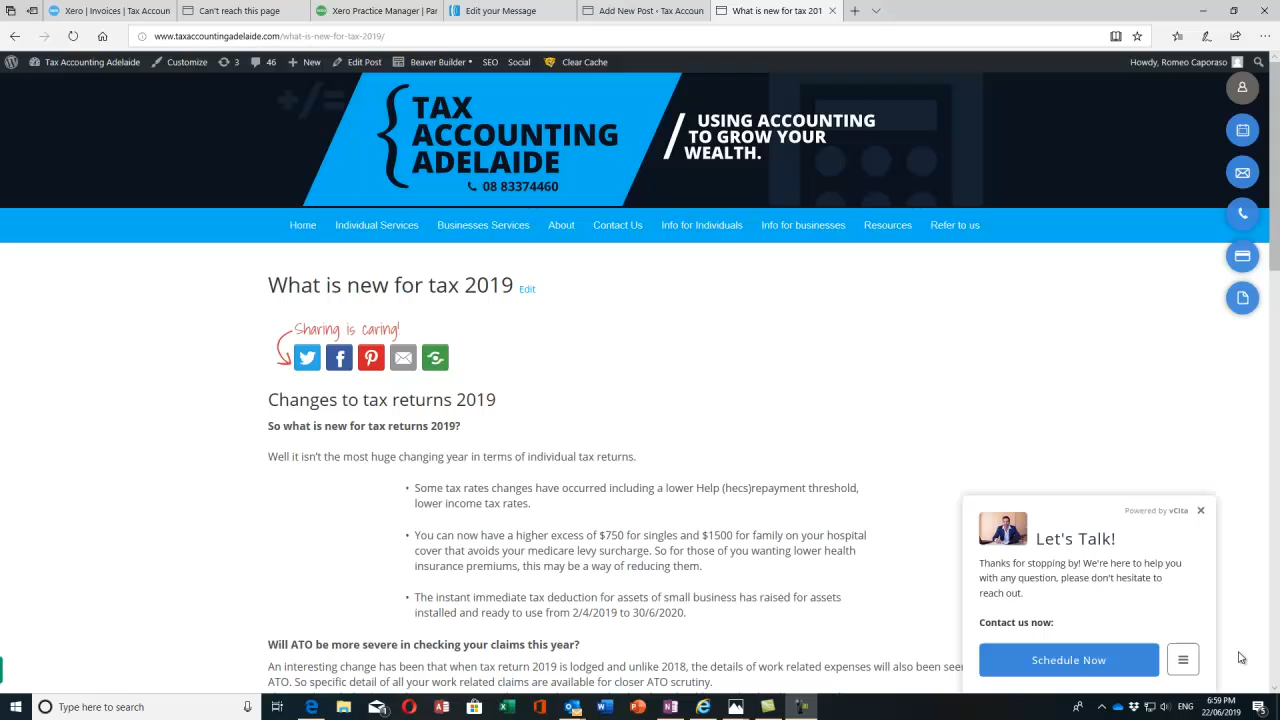 Xero | Invoices | Tax Accoun
Xero Manager | Reach more c
Edit Post
Inbox
Edit Page
Add New Post
Add New - Tax Accoun
What is new for tax 201
www.taxaccountingadelaide.com/what-is-new-for-tax-2019/
Tax Accounting Adelaide
Customize
3
46
New
Edit Post
Beaver Builder
SEO
Social
Clear Cache
Howdy, Romeo Caporaso
TAX
ACCOUNTING
ADELAIDE
08 83374460
USING ACCOUNTING
TO GROW YOUR
WEALTH.
Home Individual Services Businesses Services About Contact Us Info for Individuals Info for businesses Resources Refer to us
What is new for tax 2019 Edit
Sharing is caring!
Changes to tax returns 2019
So what is new for tax returns 2019?
Well it isn't the most huge changing year in terms of individual tax returns.
• Some tax rates changes have occurred including a lower Help (hecs)repayment threshold,
lower income tax rates.
• You can now have a higher excess of $750 for singles and $1500 for family on your hospital
cover that avoids your medicare levy surcharge. So for those of you wanting lower health
insurance premiums, this may be a way of reducing them.
• The instant immediate tax deduction for assets of small business has raised for assets
installed and ready to use from 2/4/2019 to 30/6/2020.
Will ATO be more severe in checking your claims this year?
An interesting change has been that when tax return 2019 is lodged and unlike 2018, the details of work related expenses will also been
ATO. So specific detail of all your work related claims are available for closer ATO scrutiny.
Powered by vCita
Let's Talk!
Thanks for stopping by! We're here to help you
with any question, please don't hesitate to
reach out.
Contact us now:
Schedule Now
Type here to search
6:59 PM
22/06/2019